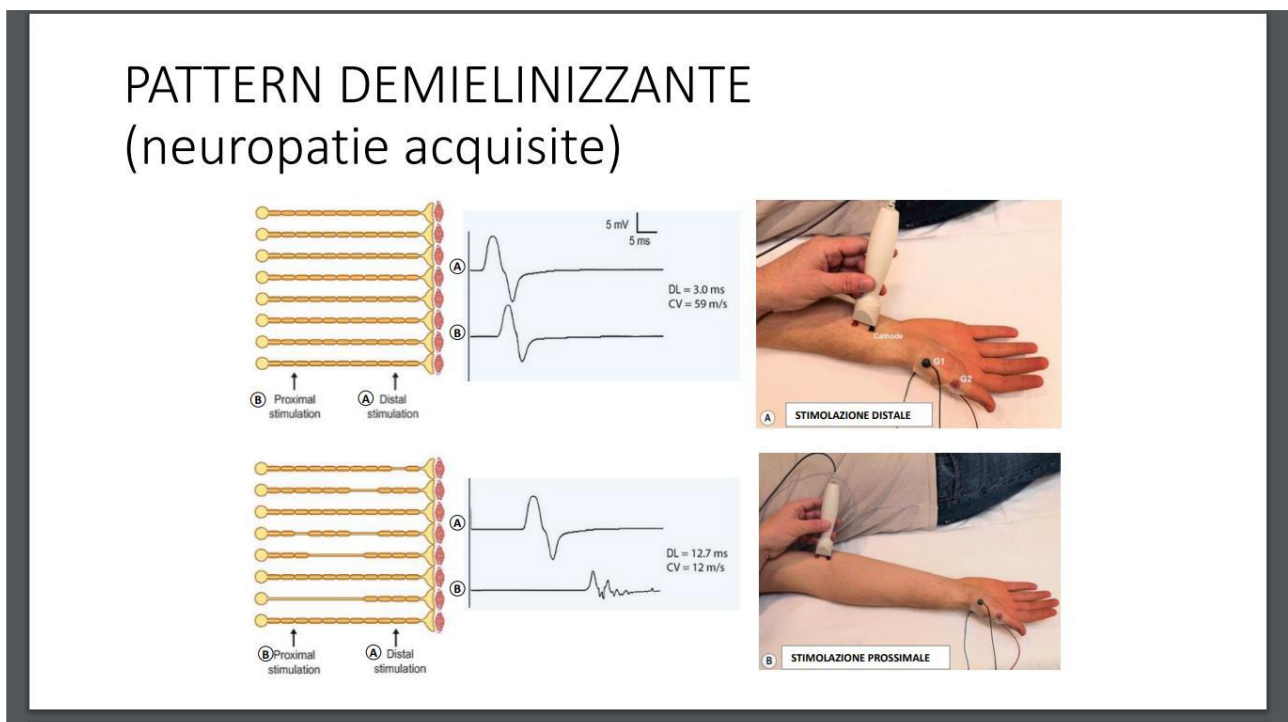 PATTERN DEMIELINIZZANTE
(neuropatie acquisite)
5 mV
5 ms
A
DL = 3.0 ms
CV = 59 m/s
B
B Proximal
stimulation
A Distal
stimulation
Cathode
G1
G2
A STIMOLAZIONE DISTALE
A
DL = 12.7 ms
CV = 12 m/s
B
B Proximal
stimulation
A Distal
stimulation
B STIMOLAZIONE PROSSIMALE